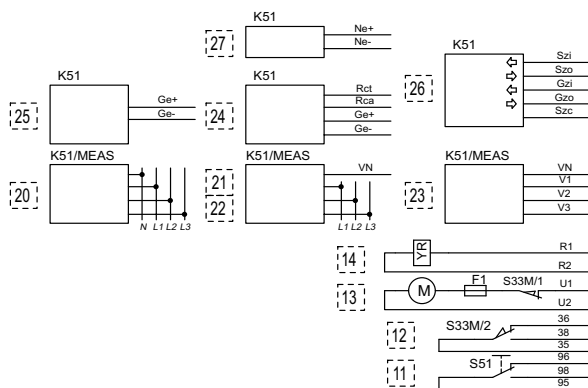 K51
27
Ne+
Ne-
K51
26
Szi
Szo
Gzi
Gzo
Szc
K51
25
Ge+
Ge-
K51
24
Rct
Rca
Ge+
Ge-
K51/MEAS
20
N L1 L2 L3
K51/MEAS
21
22
VN
L1 L2 L3
K51/MEAS
23
VN
V1
V2
V3
14
YR
R1
R2
13
M
F1
S33M/1
U1
U2
12
S33M/2
36
38
35
11
S51
96
98
95